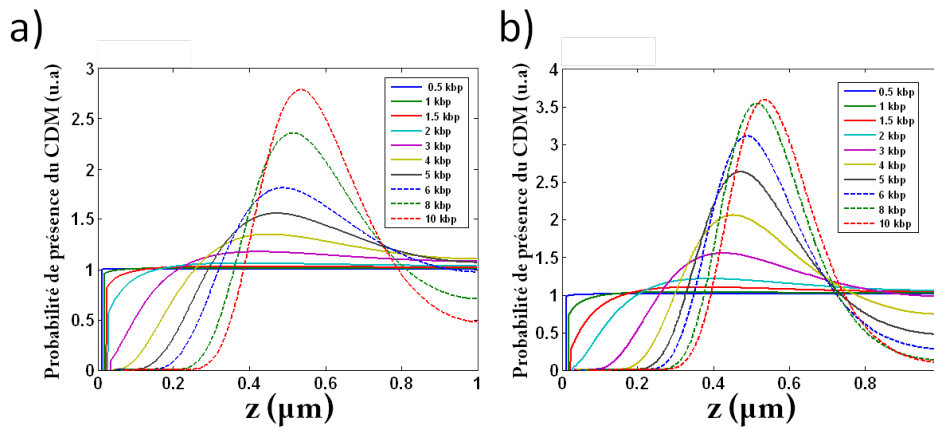 a)
Probabilité de présence du CDM (u.a)
3
2.5
2
1.5
1
0.5
0
0 0.2 0.4 0.6 0.8 1
z (μm)
0.5 kbp
1 kbp
1.5 kbp
2 kbp
3 kbp
4 kbp
5 kbp
6 kbp
8 kbp
10 kbp
b)
Probabilité de présence du CDM (u.a)
4
3.5
3
2.5
2
1.5
1
0.5
0
0 0.2 0.4 0.6 0.8
z (μm)
0.5 kbp
1 kbp
1.5 kbp
2 kbp
3 kbp
4 kbp
5 kbp
6 kbp
8 kbp
10 kbp